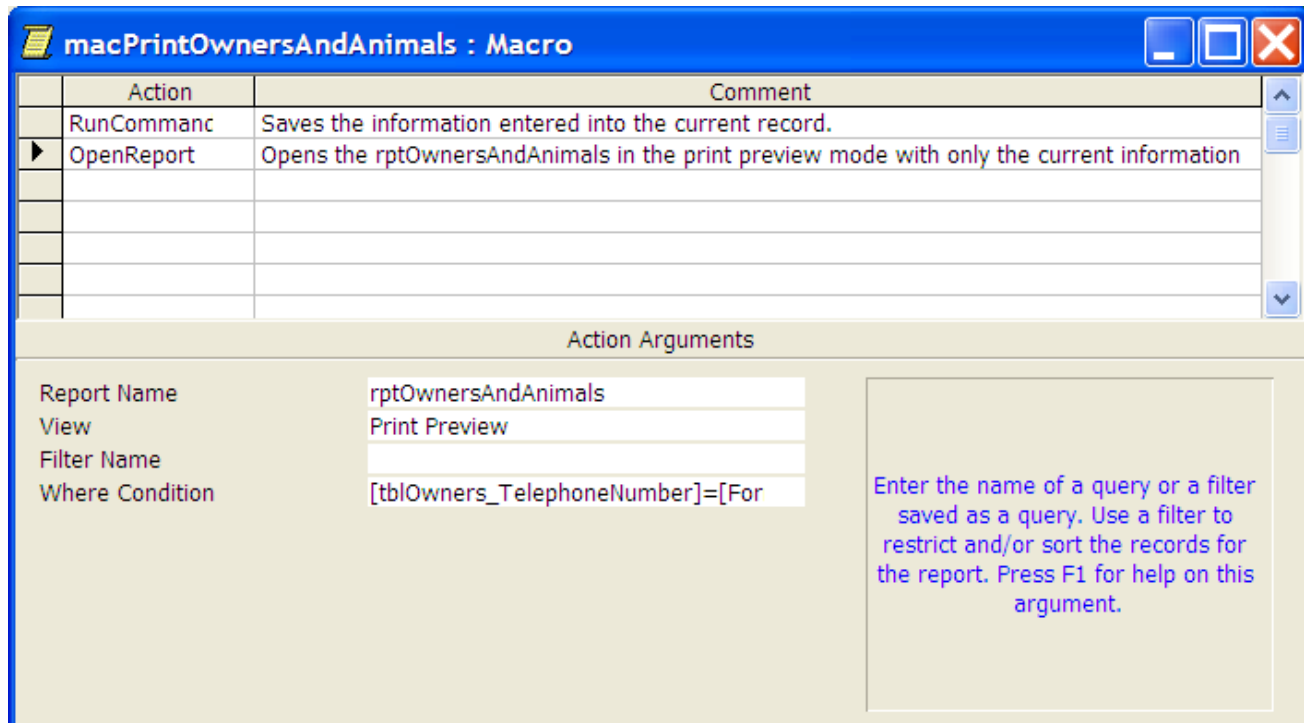 macPrintOwnersAndAnimals : Macro
Action Comment
RunCommanc Saves the information entered into the current record.
OpenReport Opens the rptOwnersAndAnimals in the print preview mode with only the current information
Action Arguments
Report Name rptOwnersAndAnimals
View Print Preview
Filter Name
Where Condition [tblOwners_TelephoneNumber]=[For
Enter the name of a query or a filter
saved as a query. Use a filter to
restrict and/or sort the records for
the report. Press F1 for help on this
argument.